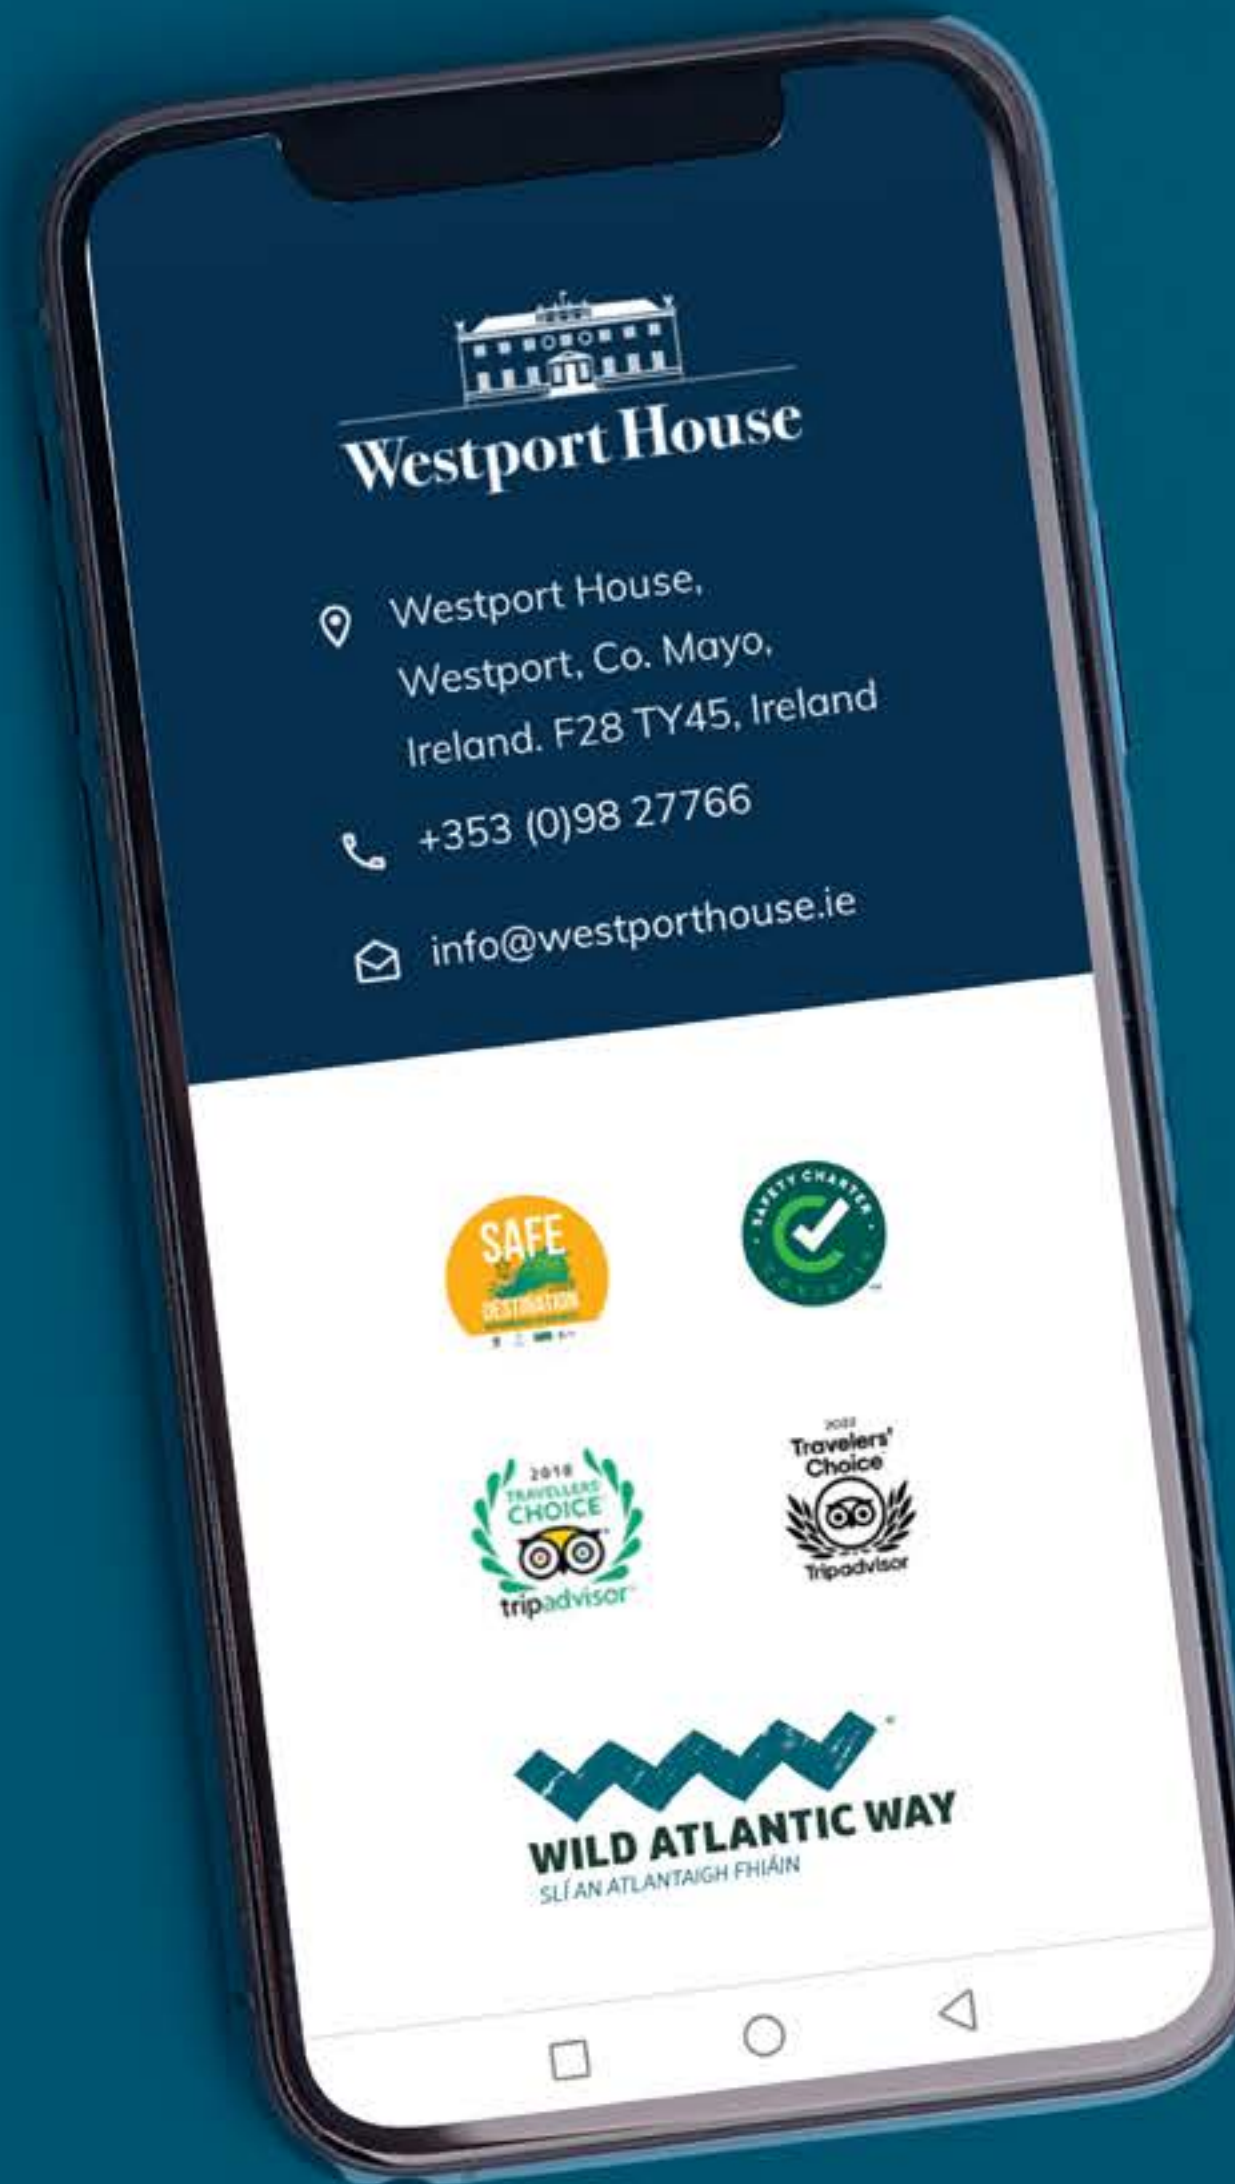 Westport House
Westport House,
Westport, Co. Mayo,
Ireland. F28 TY45, Ireland
+353 (0)98 27766
info@westporthouse.ie
SAFE
DESTINATION
SAFETY CHARTER
2018
TRAVELLERS'
CHOICE
tripadvisor
2022
Travelers'
Choice
Tripadvisor
WILD ATLANTIC WAY
SLÍ AN ATLANTAIGH FHIÁIN